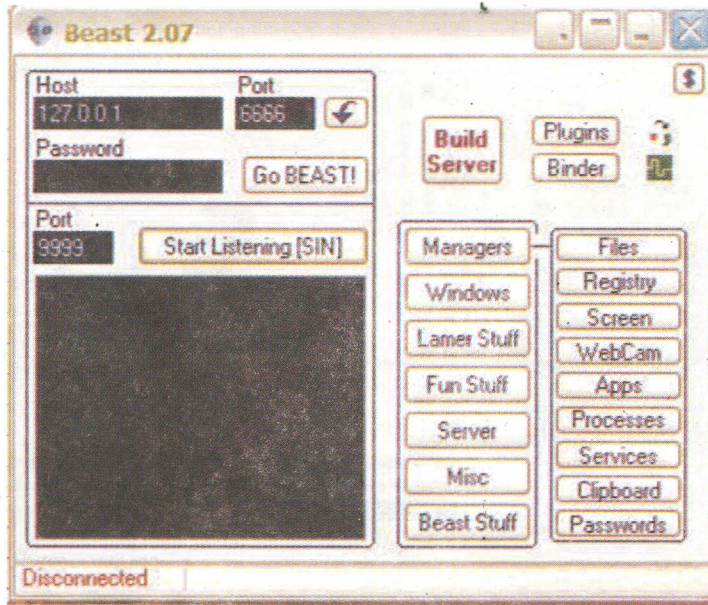 Beast 2.07
$
Host Port
127.0.0.1 6666
Password
Go BEAST!
Build
Server
Plugins
Binder
Port
9999 Start Listening [SIN]
Managers
Windows
Lamer Stuff
Fun Stuff
Server
Misc
Beast Stuff
Files
Registry
Screen
WebCam
Apps
Processes
Services
Clipboard
Passwords
Disconnected